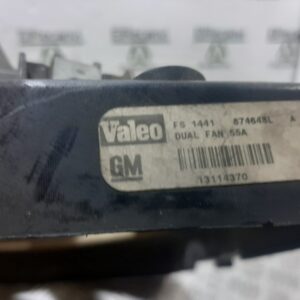 Valeo FS 1441 874648L A
DUAL FAN 55A
GM
13114370